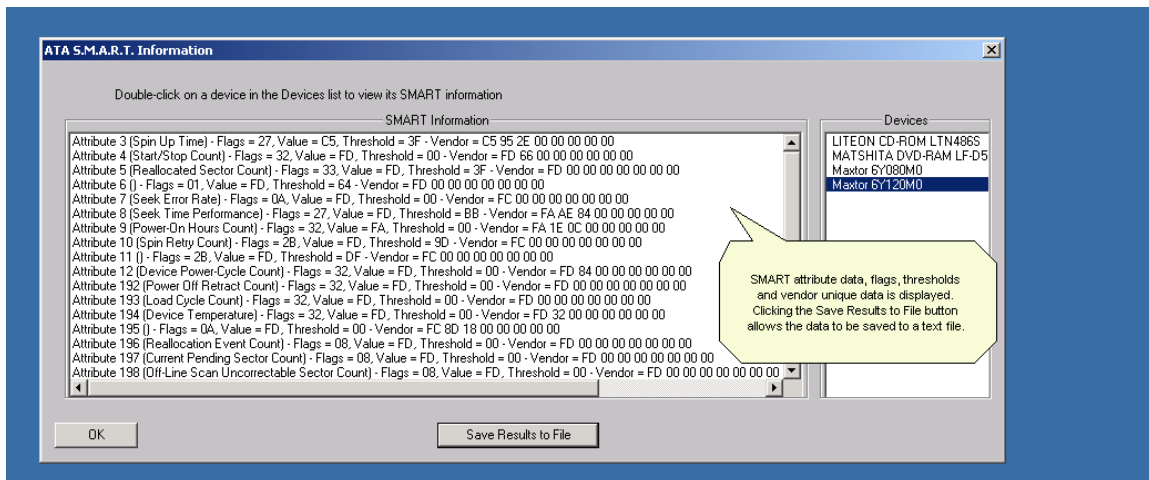 ATA S.M.A.R.T. Information
Double-click on a device in the Devices list to view its SMART information
SMART Information
Attribute 3 (Spin Up Time) - Flags = 27, Value = C5, Threshold = 3F - Vendor = C5 95 2E 00 00 00 00 00
Attribute 4 (Start/Stop Count) - Flags = 32, Value = FD, Threshold = 00 - Vendor = FD 66 00 00 00 00 00 00
Attribute 5 (Reallocated Sector Count) - Flags = 33, Value = FD, Threshold = 3F - Vendor = FD 00 00 00 00 00 00 00
Attribute 6 () - Flags = 01, Value = FD, Threshold = 64 - Vendor = FD 00 00 00 00 00 00 00
Attribute 7 (Seek Error Rate) - Flags = 0A, Value = FD, Threshold = 00 - Vendor = FC 00 00 00 00 00 00 00
Attribute 8 (Seek Time Performance) - Flags = 27, Value = FD, Threshold = BB - Vendor = FA AE 84 00 00 00 00 00
Attribute 9 (Power-On Hours Count) - Flags = 32, Value = FA, Threshold = 00 - Vendor = FA 1E 0C 00 00 00 00 00
Attribute 10 (Spin Retry Count) - Flags = 2B, Value = FD, Threshold = 9D - Vendor = FC 00 00 00 00 00 00 00
Attribute 11 () - Flags = 2B, Value = FD, Threshold = DF - Vendor = FC 00 00 00 00 00 00 00
Attribute 12 (Device Power-Cycle Count) - Flags = 32, Value = FD, Threshold = 00 - Vendor = FD 84 00 00 00 00 00 00
Attribute 192 (Power Off Retract Count) - Flags = 32, Value = FD, Threshold = 00 - Vendor = FD 00 00 00 00 00 00 00
Attribute 193 (Load Cycle Count) - Flags = 32, Value = FD, Threshold = 00 - Vendor = FD 00 00 00 00 00 00 00
Attribute 194 (Device Temperature) - Flags = 32, Value = FD, Threshold = 00 - Vendor = FD 32 00 00 00 00 00 00
Attribute 195 () - Flags = 0A, Value = FD, Threshold = 00 - Vendor = FC 8D 18 00 00 00 00 00
Attribute 196 (Reallocation Event Count) - Flags = 08, Value = FD, Threshold = 00 - Vendor = FD 00 00 00 00 00 00 00
Attribute 197 (Current Pending Sector Count) - Flags = 08, Value = FD, Threshold = 00 - Vendor = FD 00 00 00 00 00 00 00
Attribute 198 (Off-Line Scan Uncorrectable Sector Count) - Flags = 08, Value = FD, Threshold = 00 - Vendor = FD 00 00 00 00 00 00 00
Devices
LITEON CD-ROM LTN486S
MATSHITA DVD-RAM LF-D5
Maxtor 6Y080M0
Maxtor 6Y120M0
SMART attribute data, flags, thresholds
and vendor unique data is displayed.
Clicking the Save Results to File button
allows the data to be saved to a text file.
OK
Save Results to File